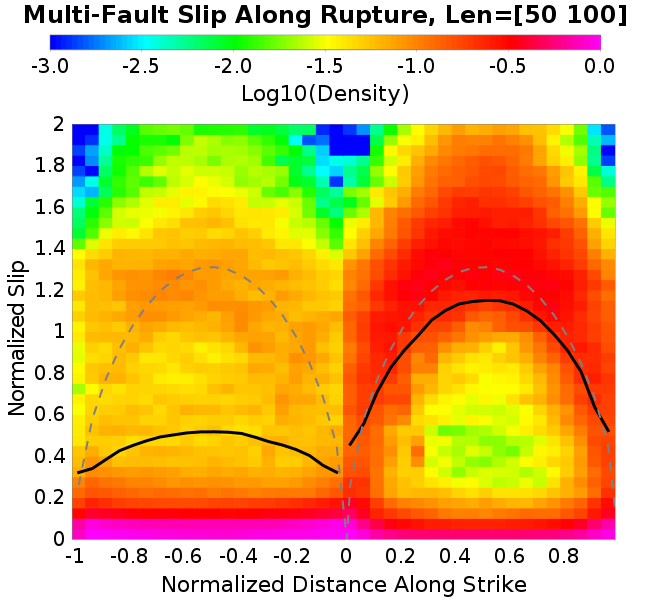 Multi-Fault Slip Along Rupture, Len=[50 100]
-3.0 -2.5 -2.0 -1.5 -1.0 -0.5 0.0
Log10(Density)
2
1.8
1.6
1.4
1.2
1
0.8
0.6
0.4
0.2
0
Normalized Slip
-1 -0.8 -0.6 -0.4 -0.2 0 0.2 0.4 0.6 0.8
Normalized Distance Along Strike